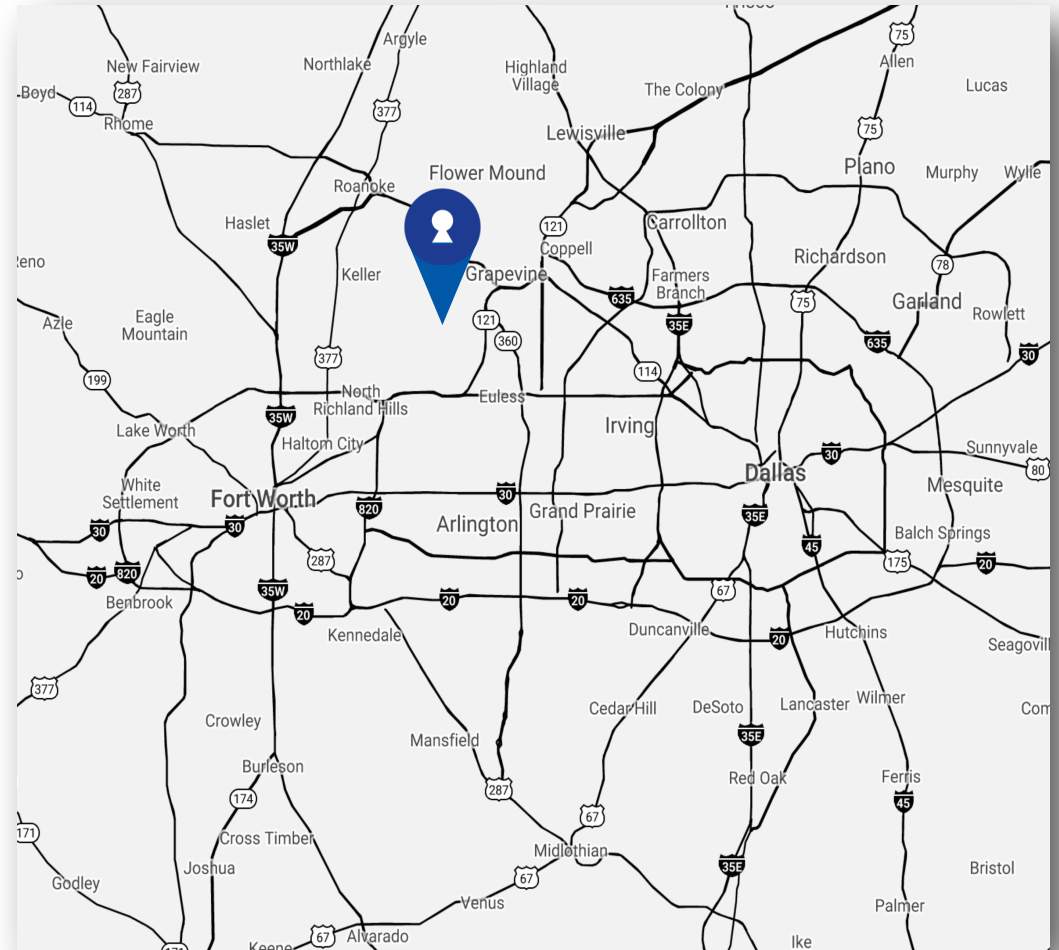 Argyle
75
New Fairview
Northlake
Allen
Highland
Village
Lucas
The Colony
Boyd
287
114
377
Rhome
75
Lewisville
Plano
Flower Mound
Murphy
Wylie
Roanoke
Haslet
121
Carrollton
35W
Coppell
Richardson
78
Keller
Grapevine
Farmers
Branch
635
75
Garland
Rowlett
Azle
Eagle
Mountain
121
35E
360
635
377
30
199
114
North
Richland Hills
Euless
35W
Lake Worth
Haltom City
Irving
Sunnyvale
30
80
Dallas
White
Settlement
Fort Worth
30
Mesquite
820
Grand Prairie
35E
Arlington
30
30
Balch Springs
45
287
175
20
20
820
35W
67
Benbrook
20
20
20
Kennedale
Duncanville
20
Hutchins
377
Cedar Hill
DeSoto
Lancaster
Wilmer
Crowley
35E
Mansfield
Burleson
Red Oak
Ferris
287
174
45
67
171
Cross Timber
Midlothian
Joshua
35E
Bristol
Godley
67
Venus
Palmer
67
Alvarado
Ike